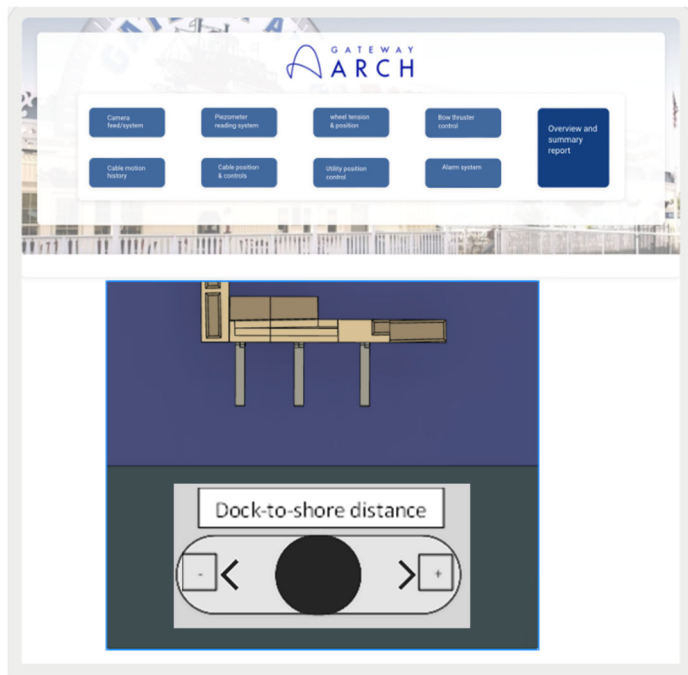 GATEWAY
ARCH
Camera
feed/system
Piezometer
reading system
wheel tension
& position
Bow thruster
control
Overview and
summary
report
Cable motion
history
Cable position
& controls
Utility position
control
Alarm system
Dock-to-shore distance
- < > +